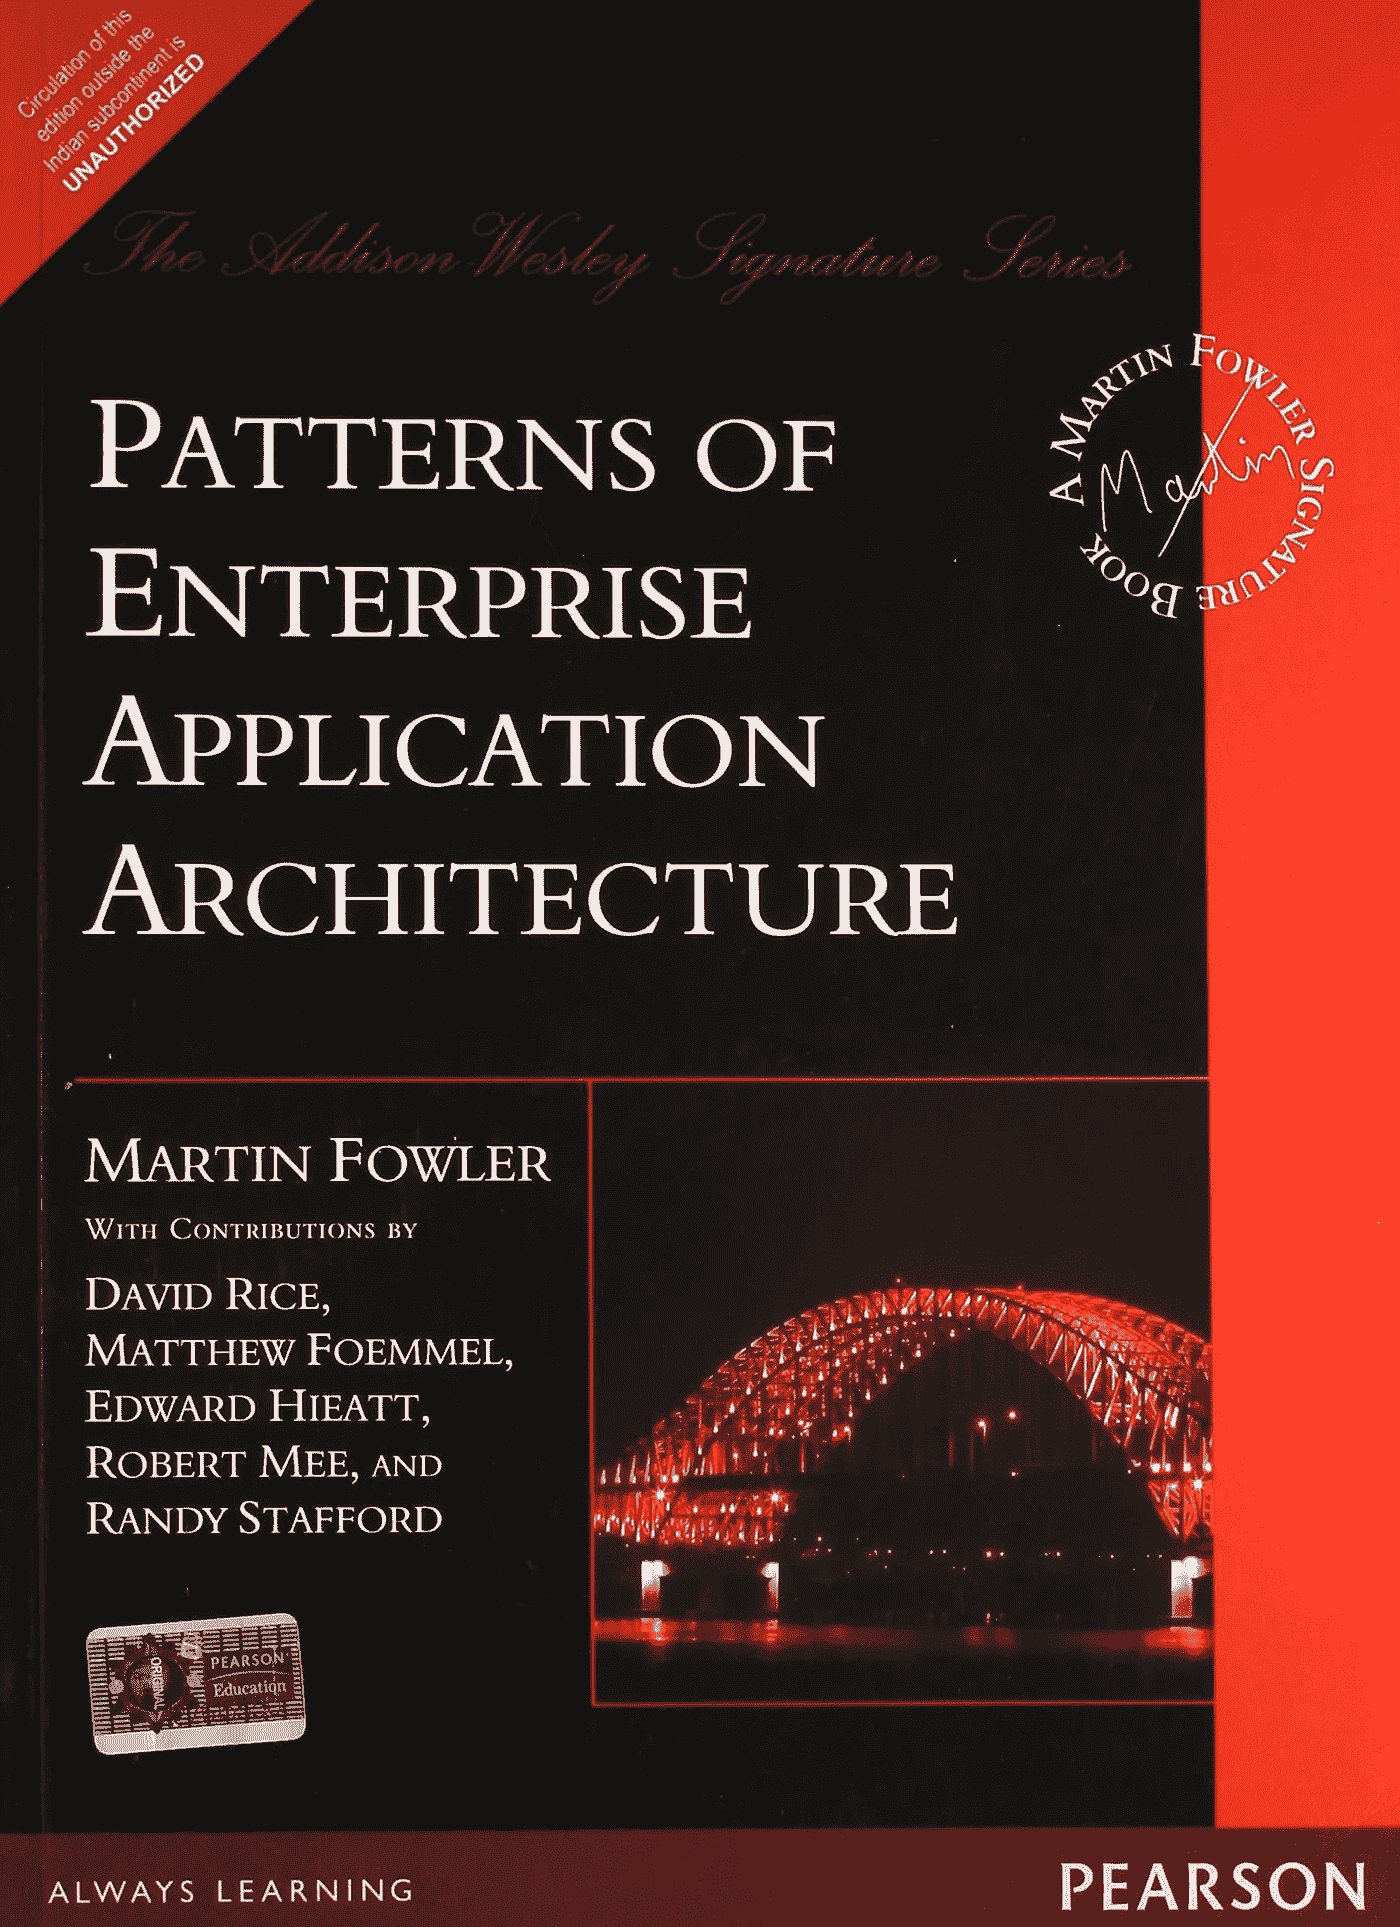 Circulation of this
edition outside the
Indian subcontinent is
UNAUTHORIZED
The Addison-Wesley Signature Series
A MARTIN FOWLER SIGNATURE BOOK
Martin
PATTERNS OF
ENTERPRISE
APPLICATION
ARCHITECTURE
MARTIN FOWLER
WITH CONTRIBUTIONS BY
DAVID RICE,
MATTHEW FOEMMEL,
EDWARD HIEATT,
ROBERT MEE, AND
RANDY STAFFORD
ORIGINAL
PEARSON
Education
ALWAYS LEARNING
PEARSON